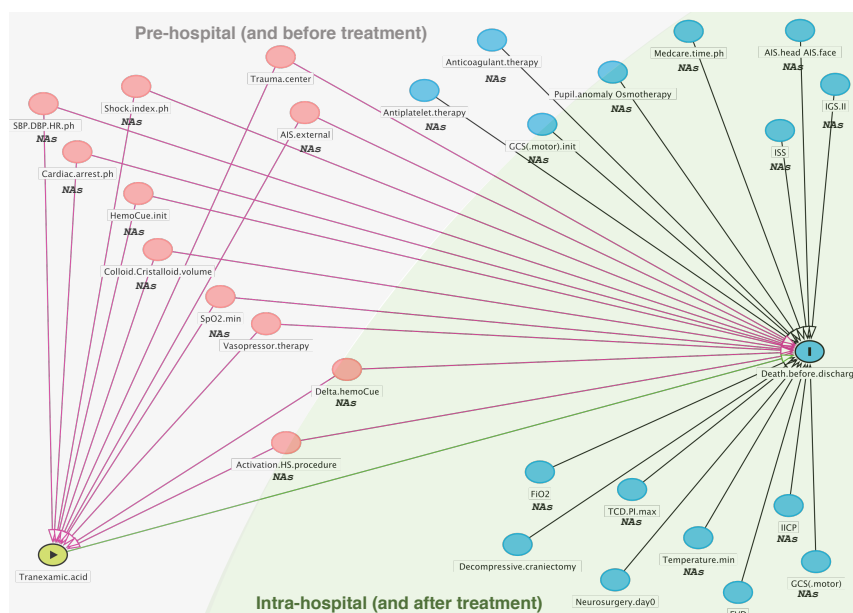 Pre-hospital (and before treatment)
Anticoagulant.therapy
NAs
Medcare.time.ph
NAs
AIS.head AIS.face
NAs
Trauma.center
Shock.index.ph
NAs
SBP.DBP.HR.ph
NAs
Antiplatelet.therapy
NAs
Pupil.anomaly Osmotherapy
NAs
IGS.II
NAs
AIS.external
NAs
GCS(.motor).init
NAs
ISS
NAs
Cardiac.arrest.ph
NAs
HemoCue.init
NAs
Colloid.Cristalloid.volume
NAs
SpO2.min
NAs
Vasopressor.therapy
Death.before.discharg
Delta.hemoCue
NAs
Activation.HS.procedure
NAs
FiO2
NAs
TCD.PI.max
NAs
IICP
NAs
Decompressive.craniectomy
Temperature.min
NAs
Tranexamic.acid
GCS(.motor)
NAs
Neurosurgery.day0
Intra-hospital (and after treatment)